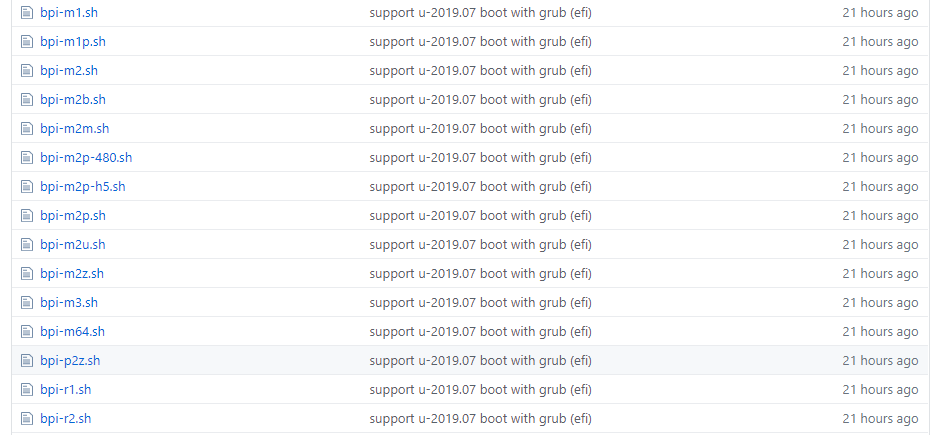 bpi-m1.sh support u-2019.07 boot with grub (efi) 21 hours ago
bpi-m1p.sh support u-2019.07 boot with grub (efi) 21 hours ago
bpi-m2.sh support u-2019.07 boot with grub (efi) 21 hours ago
bpi-m2b.sh support u-2019.07 boot with grub (efi) 21 hours ago
bpi-m2m.sh support u-2019.07 boot with grub (efi) 21 hours ago
bpi-m2p-480.sh support u-2019.07 boot with grub (efi) 21 hours ago
bpi-m2p-h5.sh support u-2019.07 boot with grub (efi) 21 hours ago
bpi-m2p.sh support u-2019.07 boot with grub (efi) 21 hours ago
bpi-m2u.sh support u-2019.07 boot with grub (efi) 21 hours ago
bpi-m2z.sh support u-2019.07 boot with grub (efi) 21 hours ago
bpi-m3.sh support u-2019.07 boot with grub (efi) 21 hours ago
bpi-m64.sh support u-2019.07 boot with grub (efi) 21 hours ago
bpi-p2z.sh support u-2019.07 boot with grub (efi) 21 hours ago
bpi-r1.sh support u-2019.07 boot with grub (efi) 21 hours ago
bpi-r2.sh support u-2019.07 boot with grub (efi) 21 hours ago